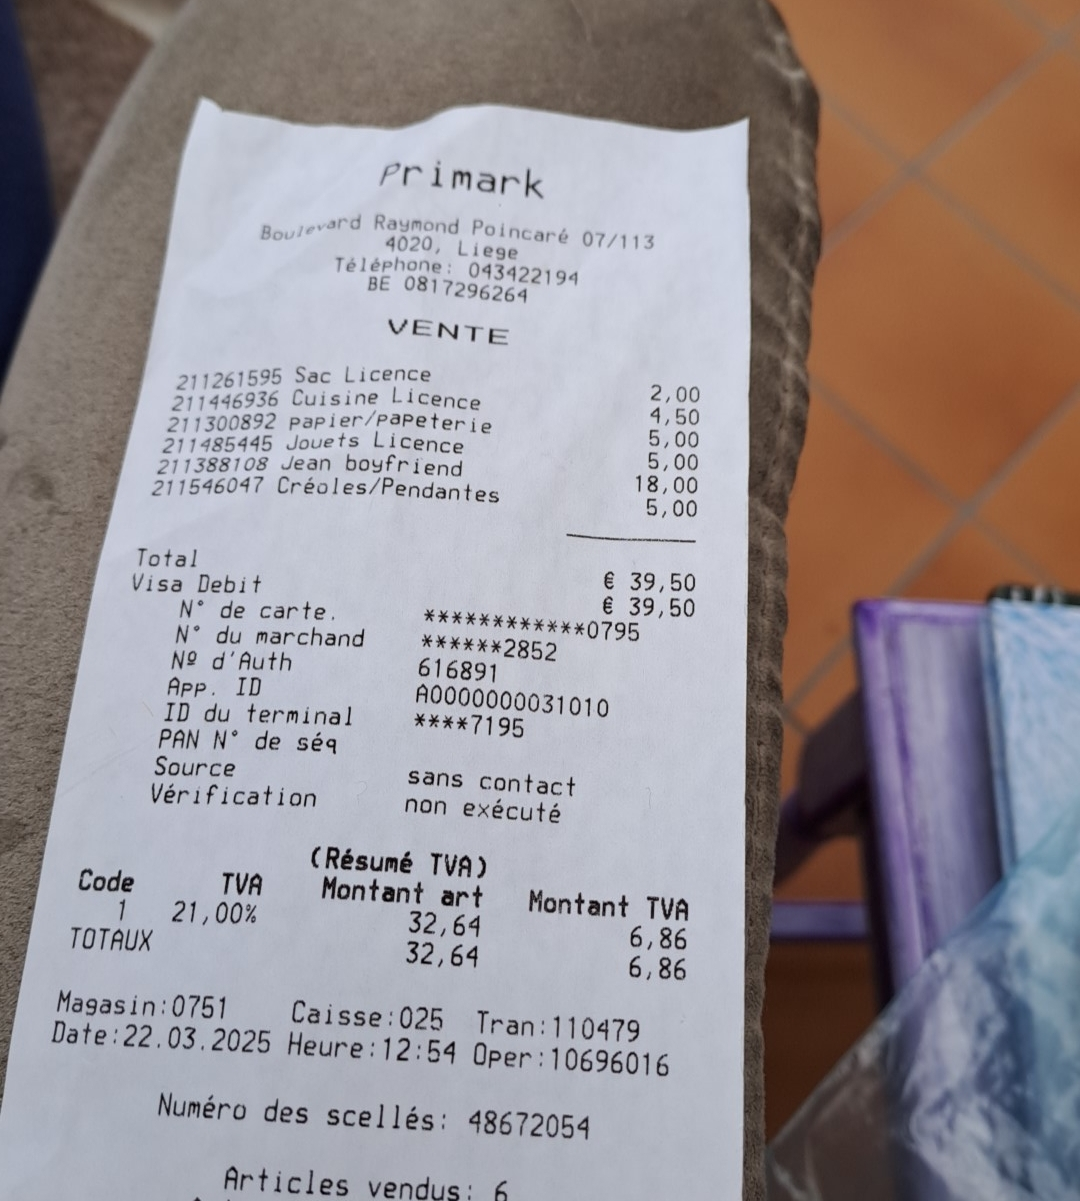 Primark
Boulevard Raymond Poincaré 07/113
4020, Liege
Téléphone: 043422194
BE 0817296264
VENTE
211261595 Sac Licence 2,00
211446936 Cuisine Licence 4,50
211300892 papier/papeterie 5,00
211485445 Jouets Licence 5,00
211388108 Jean boyfriend 18,00
211546047 Créoles/Pendantes 5,00
Total € 39,50
Visa Debit € 39,50
N° de carte. ************0795
N° du marchand ******2852
Nº d'Auth 616891
App. ID A0000000031010
ID du terminal ****7195
PAN N° de séq
Source sans contact
Vérification non exécuté
(Résumé TVA)
Code TVA Montant art Montant TVA
1 21,00% 32,64 6,86
TOTAUX 32,64 6,86
Magasin:0751 Caisse:025 Tran:110479
Date:22.03.2025 Heure:12:54 Oper:10696016
Numéro des scellés: 48672054
Articles vendus: 6